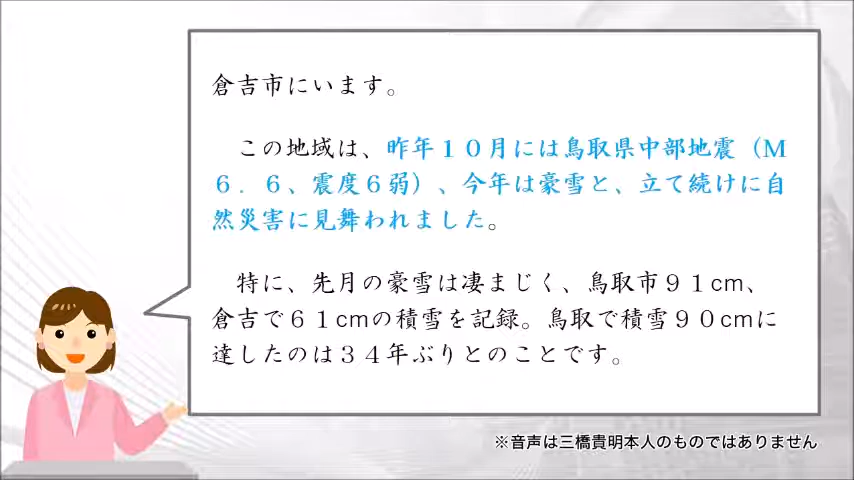 倉吉市にいます。
この地域は、昨年１０月には鳥取県中部地震（Ｍ
６．６、震度６弱）、今年は豪雪と、立て続けに自
然災害に見舞われました。
特に、先月の豪雪は凄まじく、鳥取市９１cm、
倉吉で６１cmの積雪を記録。鳥取で積雪９０cmに
達したのは３４年ぶりとのことです。
※音声は三橋貴明本人のものではありません